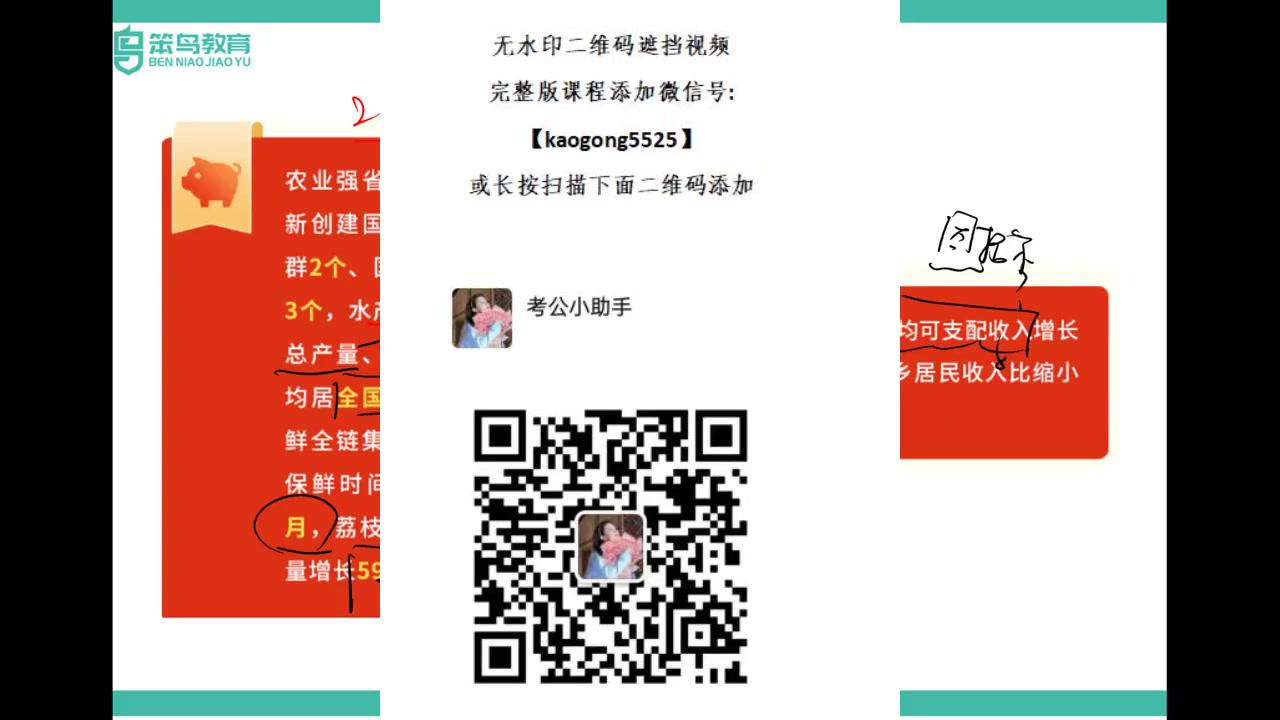 笨鸟教育
BEN NIAO JIAO YU
无水印二维码遮挡视频
完整版课程添加微信号:
【kaogong5525】
或长按扫描下面二维码添加
考公小助手
2
农业强省
新创建国
群2个、
3个，水
总产量、
均居全国
鲜全链集
保鲜时间
月，荔枝
量增长59
均可支配收入增长
乡居民收入比缩小